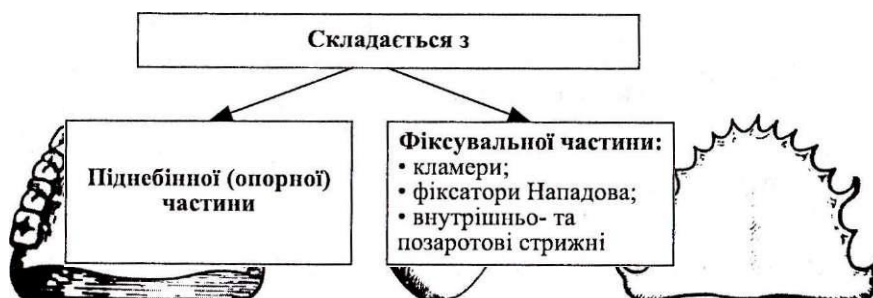 Складається з
Піднебінної (опорної)
частини
Фіксувальної частини:
• кламери;
• фіксатори Нападова;
• внутрішньо- та
позаротові стрижні